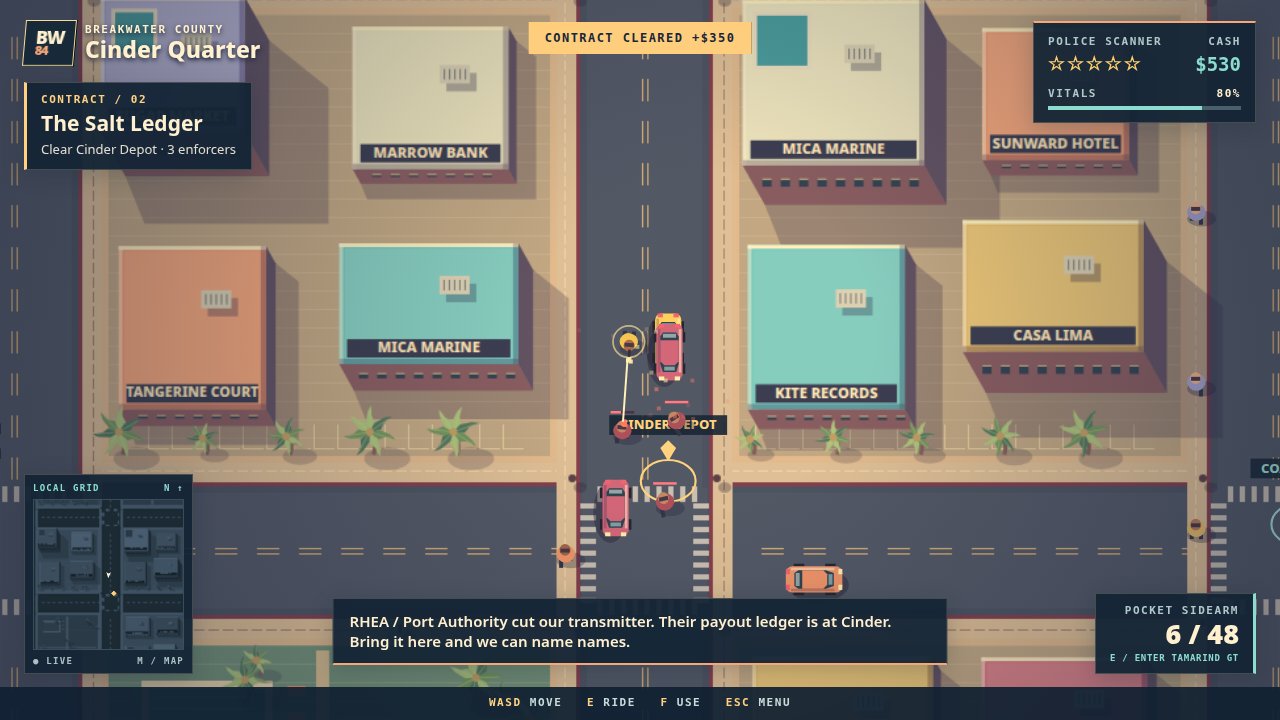 BW
84
BREAKWATER COUNTY
Cinder Quarter
CONTRACT / 02
The Salt Ledger
Clear Cinder Depot · 3 enforcers
CONTRACT CLEARED +$350
POLICE SCANNER
CASH
☆☆☆☆☆
$530
VITALS
80%
MARROW BANK
MICA MARINE
SUNWARD HOTEL
TANGERINE COURT
MICA MARINE
KITE RECORDS
CASA LIMA
LOCAL GRID
N ↑
● LIVE
M / MAP
RHEA / Port Authority cut our transmitter. Their payout ledger is at Cinder.
Bring it here and we can name names.
POCKET SIDEARM
6 / 48
E / ENTER TAMARIND GT
WASD MOVE E RIDE F USE ESC MENU